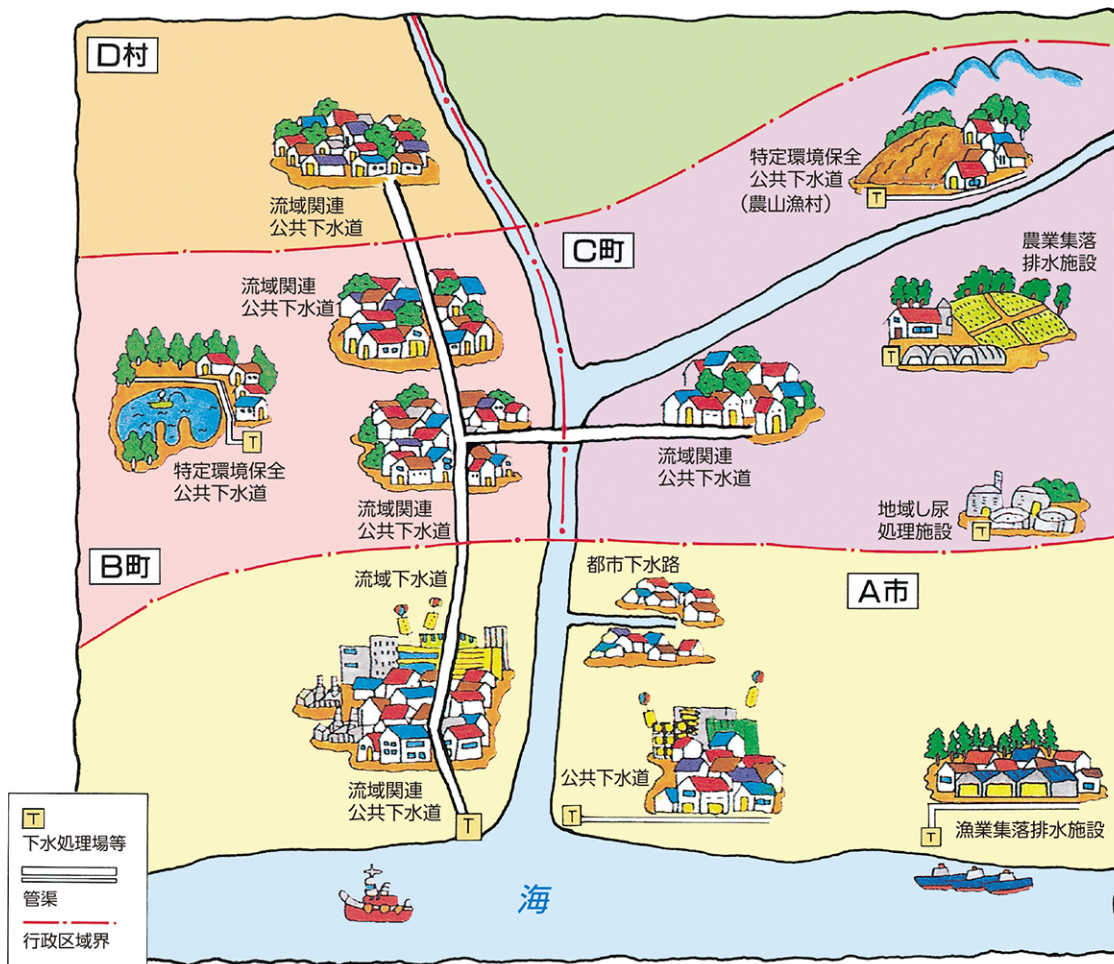 D村
流域関連
公共下水道
特定環境保全
公共下水道
(農山漁村)
T
C町
農業集落
排水施設
T
流域関連
公共下水道
T
特定環境保全
公共下水道
流域関連
公共下水道
流域関連
公共下水道
地域し尿
処理施設
T
B町
流域下水道
都市下水路
A市
流域関連
公共下水道
T
公共下水道
T
漁業集落排水施設
T
T
下水処理場等
管渠
行政区域界
海